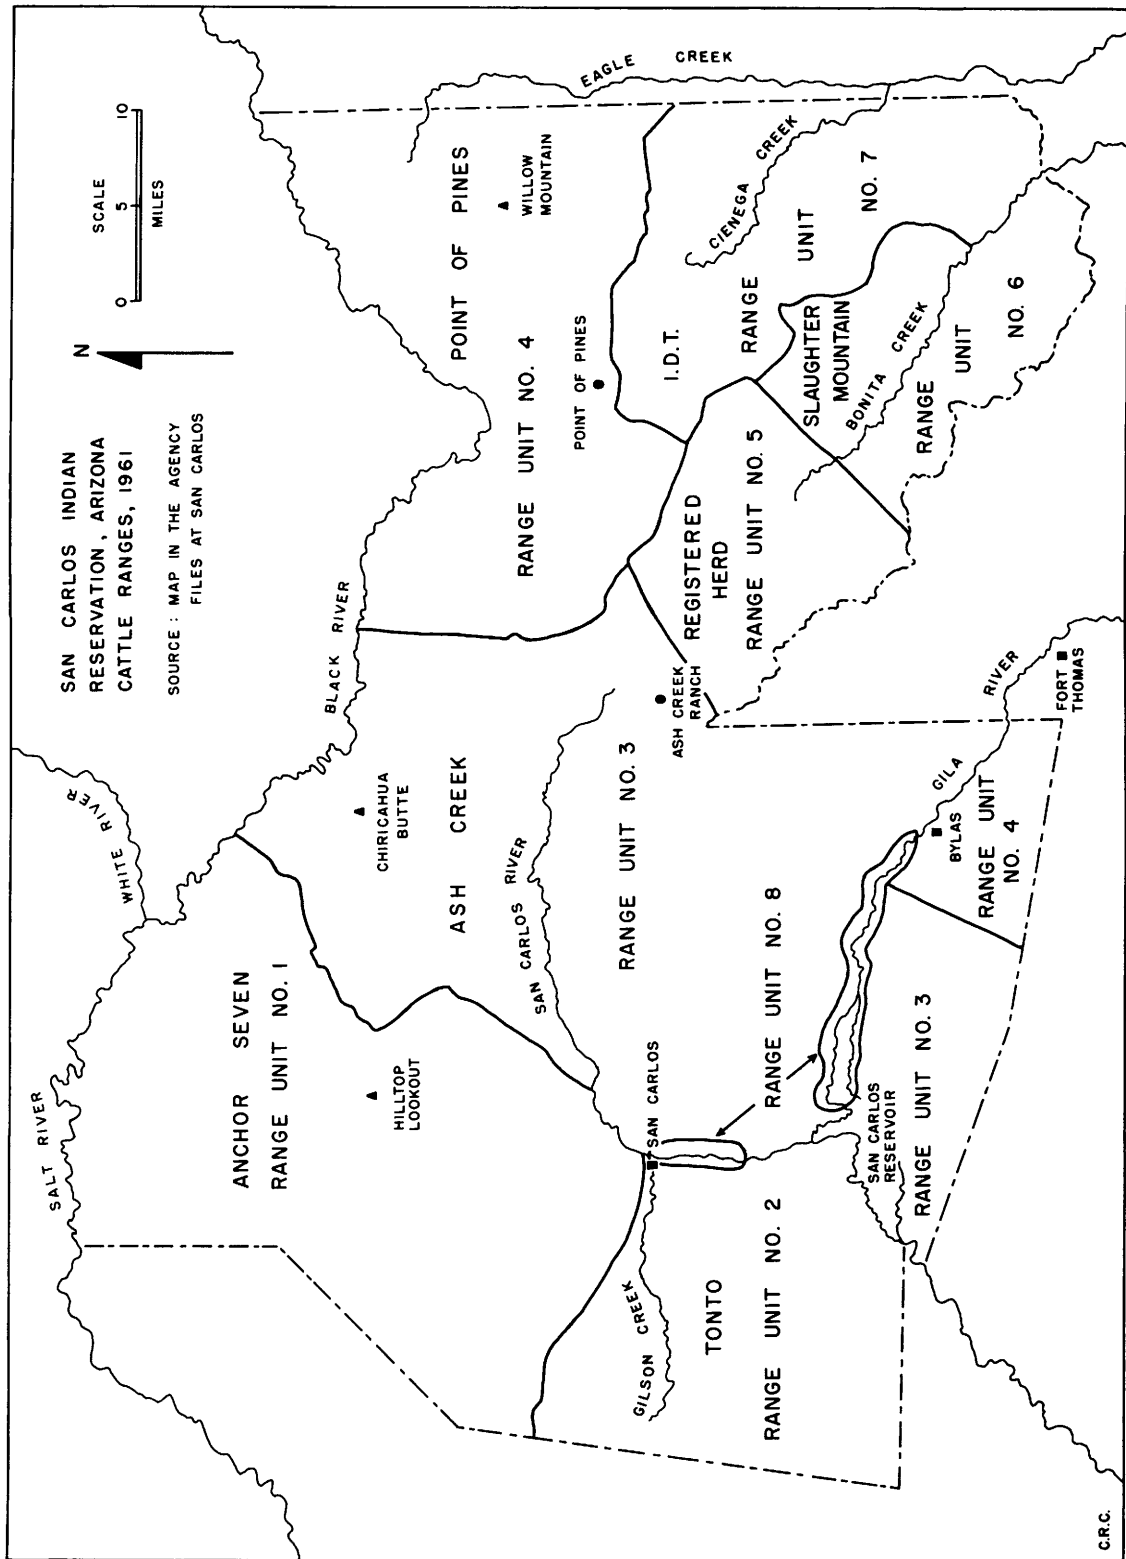 SAN CARLOS INDIAN
RESERVATION, ARIZONA
CATTLE RANGES, 1961
SOURCE : MAP IN THE AGENCY
FILES AT SAN CARLOS
N
SCALE
0 5 10
MILES
SALT RIVER
WHITE RIVER
BLACK RIVER
EAGLE CREEK
ANCHOR SEVEN
RANGE UNIT NO. 1
HILLTOP
LOOKOUT
CHIRICAHUA
BUTTE
ASH CREEK
SAN CARLOS RIVER
RANGE UNIT NO. 3
POINT OF PINES
RANGE UNIT NO. 4
WILLOW
MOUNTAIN
POINT OF PINES
I.D.T.
RANGE UNIT
NO. 7
CIENEGA CREEK
REGISTERED
HERD
RANGE UNIT NO. 5
ASH CREEK
RANCH
SLAUGHTER
MOUNTAIN
BONITA CREEK
RANGE UNIT
NO. 6
SAN CARLOS
GILSON CREEK
TONTO
RANGE UNIT NO. 2
RANGE UNIT NO. 8
SAN CARLOS
RESERVOIR
RANGE UNIT NO. 3
BYLAS
RANGE UNIT
NO. 4
GILA RIVER
FORT
THOMAS
C.R.C.